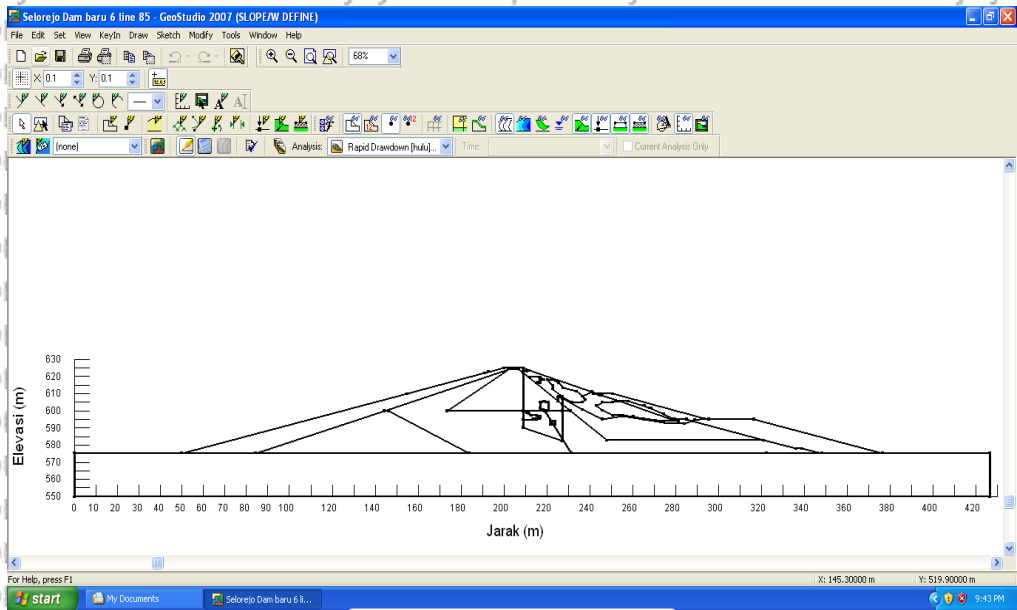 Selorejo Dam baru 6 line 85 - GeoStudio 2007 (SLOPE/W DEFINE)
File Edit Set View KeyIn Draw Sketch Modify Tools Window Help
68%
X: 0.1 Y: 0.1
(none) Analysis: Rapid Drawdown [hulu]... Time: Current Analysis Only
630
620
610
600
590
580
570
560
550
Elevasi (m)
0 10 20 30 40 50 60 70 80 90 100 120 140 160 180 200 220 240 260 280 300 320 340 360 380 400 420
Jarak (m)
For Help, press F1 X: 145.30000 m Y: 519.90000 m
start My Documents Selorejo Dam baru 6 li... 9:43 PM